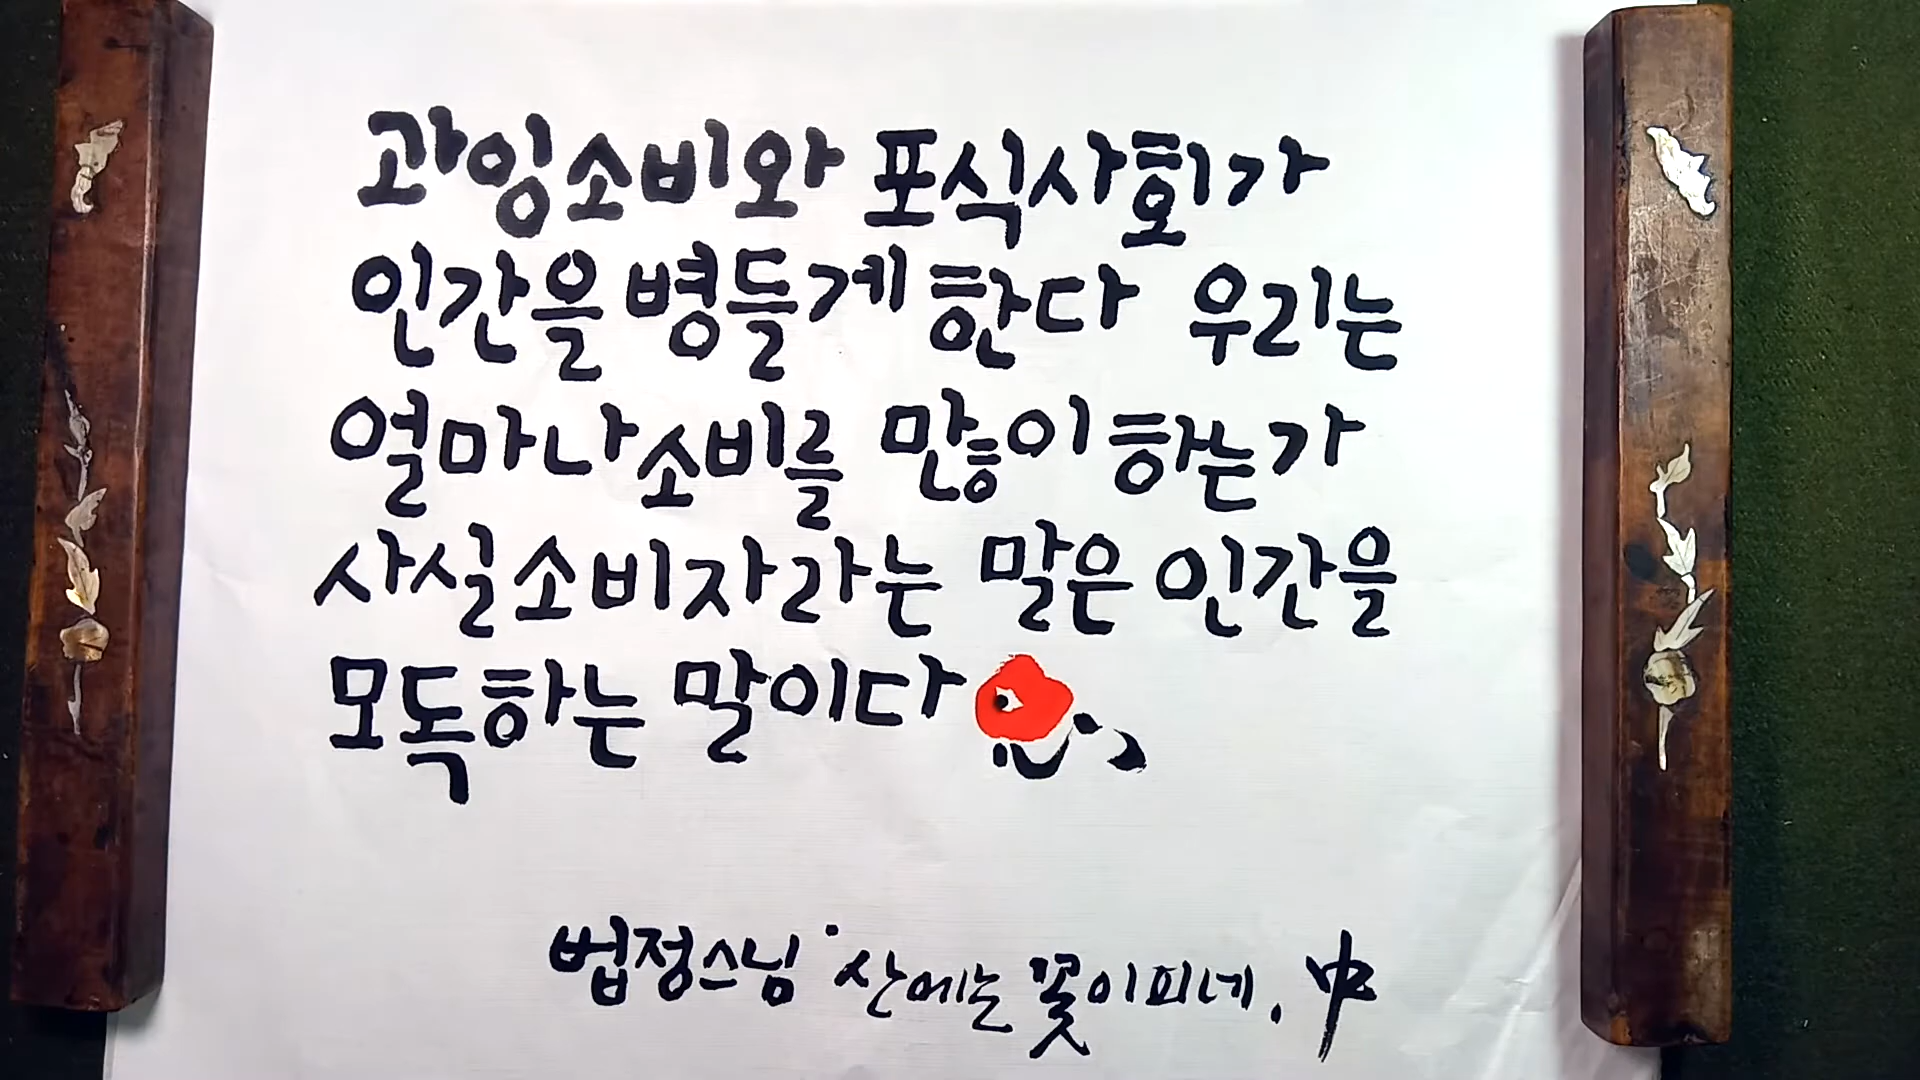 과잉소비와 포식사회가
인간을 병들게 한다 우리는
얼마나 소비를 많이 하는가
사실 소비자라는 말은 인간을
모독하는 말이다
법정스님 '산에는 꽃이피네'